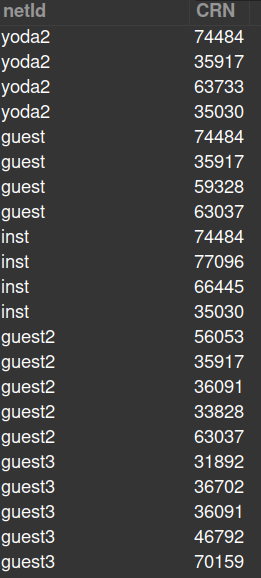 netId CRN
yoda2 74484
yoda2 35917
yoda2 63733
yoda2 35030
guest 74484
guest 35917
guest 59328
guest 63037
inst 74484
inst 77096
inst 66445
inst 35030
guest2 56053
guest2 35917
guest2 36091
guest2 33828
guest2 63037
guest3 31892
guest3 36702
guest3 36091
guest3 46792
guest3 70159